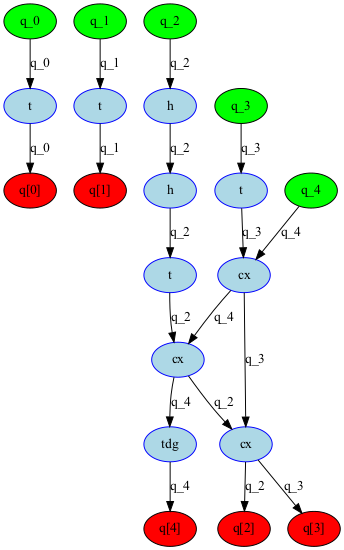 q_0 q_1 q_2
q_0 q_1 q_2
t t h q_3
q_0 q_1 q_2 q_3
q[0] q[1] h t q_4
q_2 q_3 q_4
t cx
q_2 q_4
cx q_3
q_4 q_2
tdg cx
q_4 q_2 q_3
q[4] q[2] q[3]